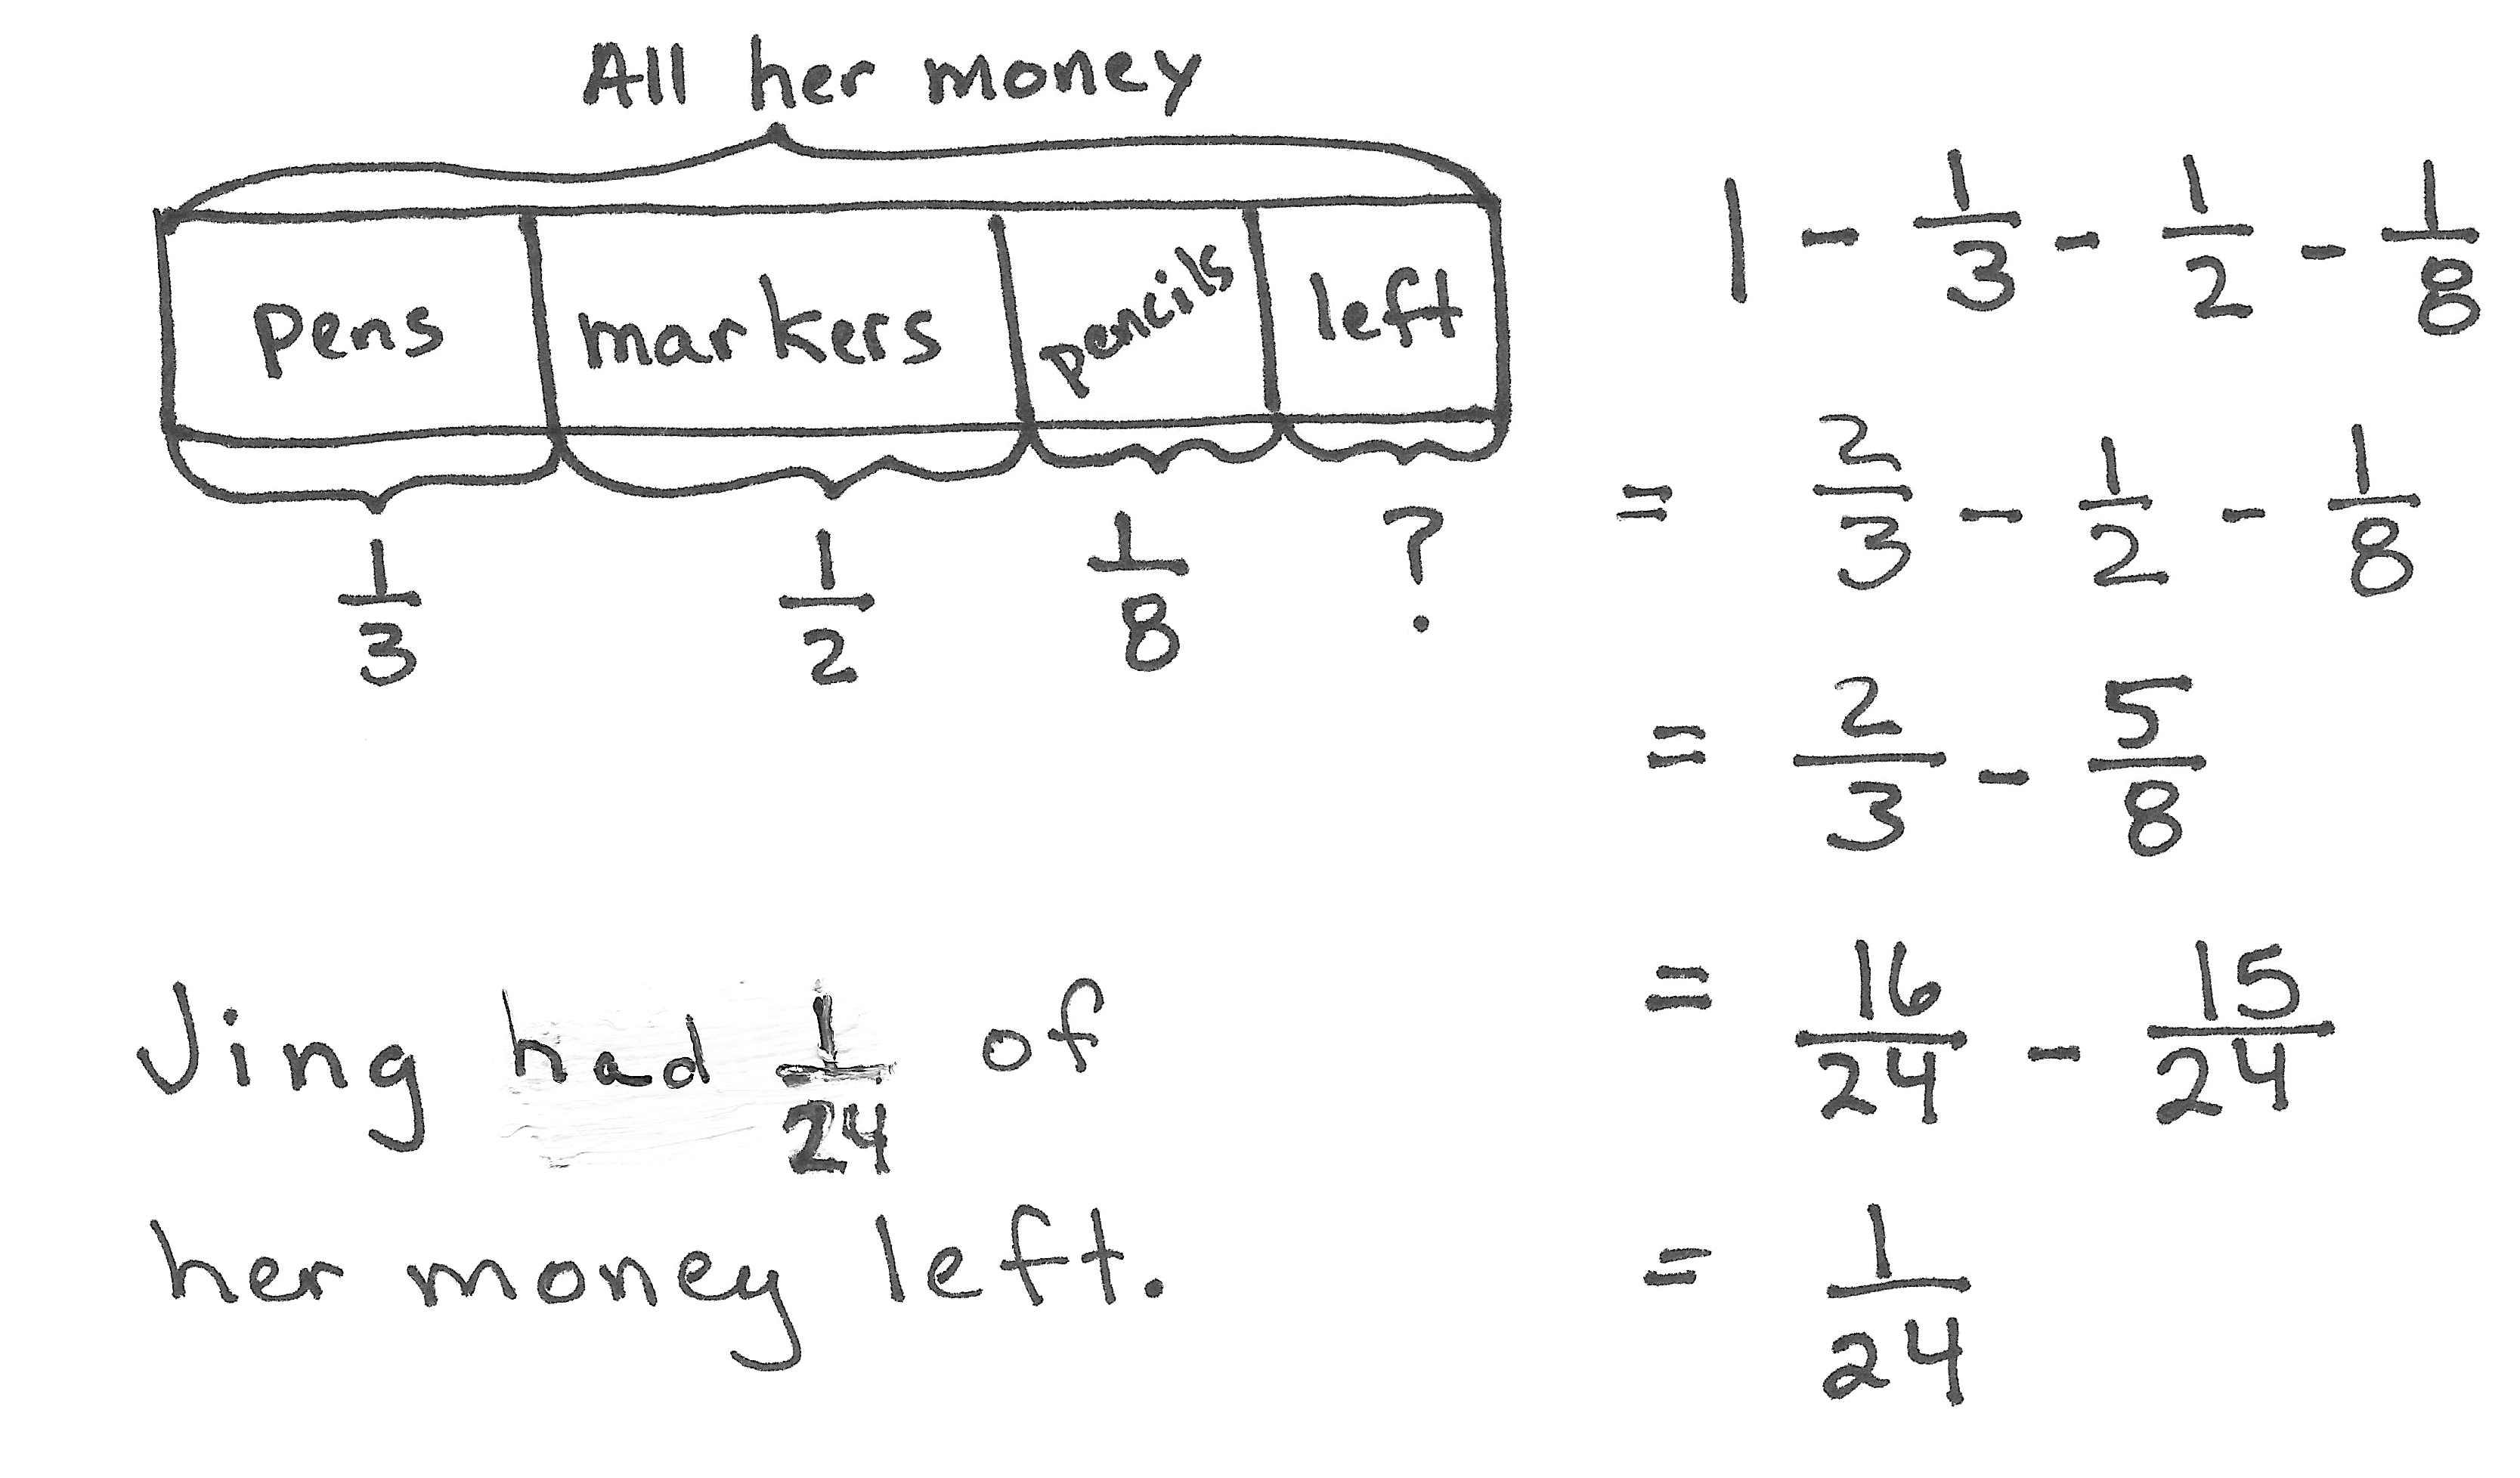 All her money
pens markers pencils left
1/3 1/2 1/8 ?
Jing had 1/24 of
her money left.
1 - 1/3 - 1/2 - 1/8
= 2/3 - 1/2 - 1/8
= 2/3 - 5/8
= 16/24 - 15/24
= 1/24